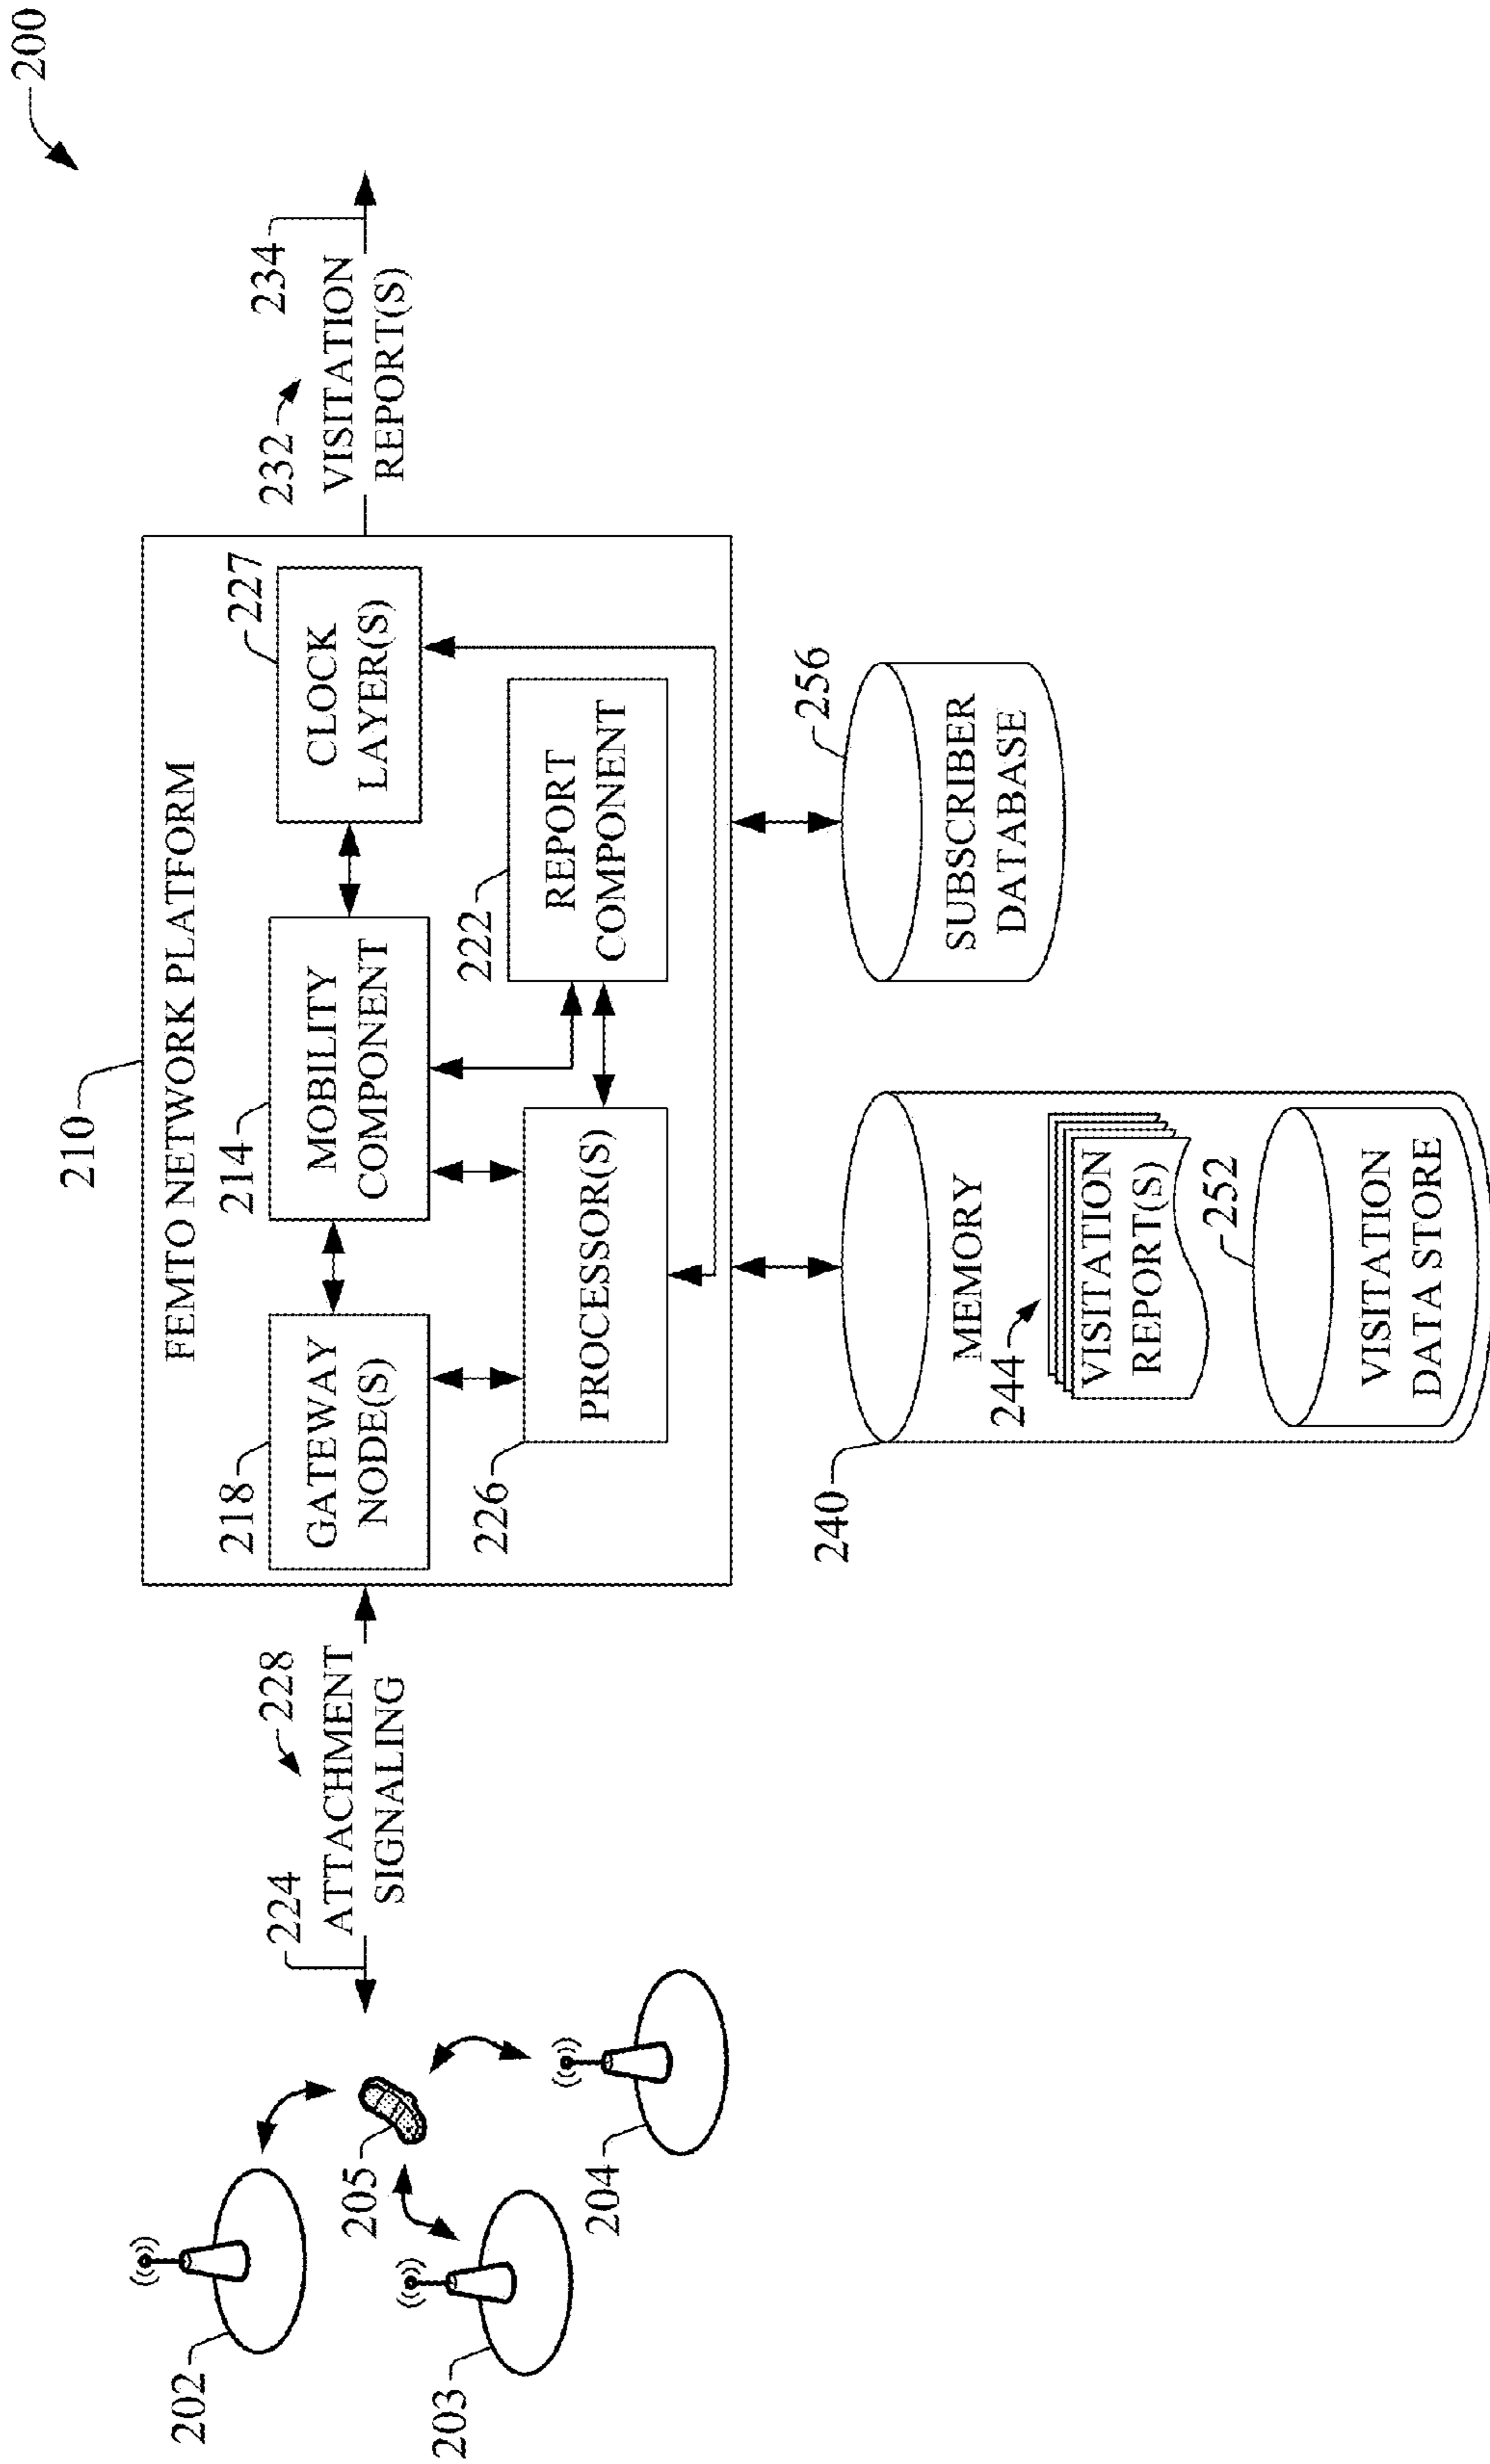 200
210
FEMTO NETWORK PLATFORM
202
203
204
205
224
228
ATTACHMENT
SIGNALING
218
GATEWAY
NODE(S)
214
MOBILITY
COMPONENT
227
CLOCK
LAYER(S)
226
PROCESSOR(S)
222
REPORT
COMPONENT
232
234
VISITATION
REPORT(S)
240
MEMORY
244
VISITATION
REPORT(S)
252
VISITATION
DATA STORE
256
SUBSCRIBER
DATABASE